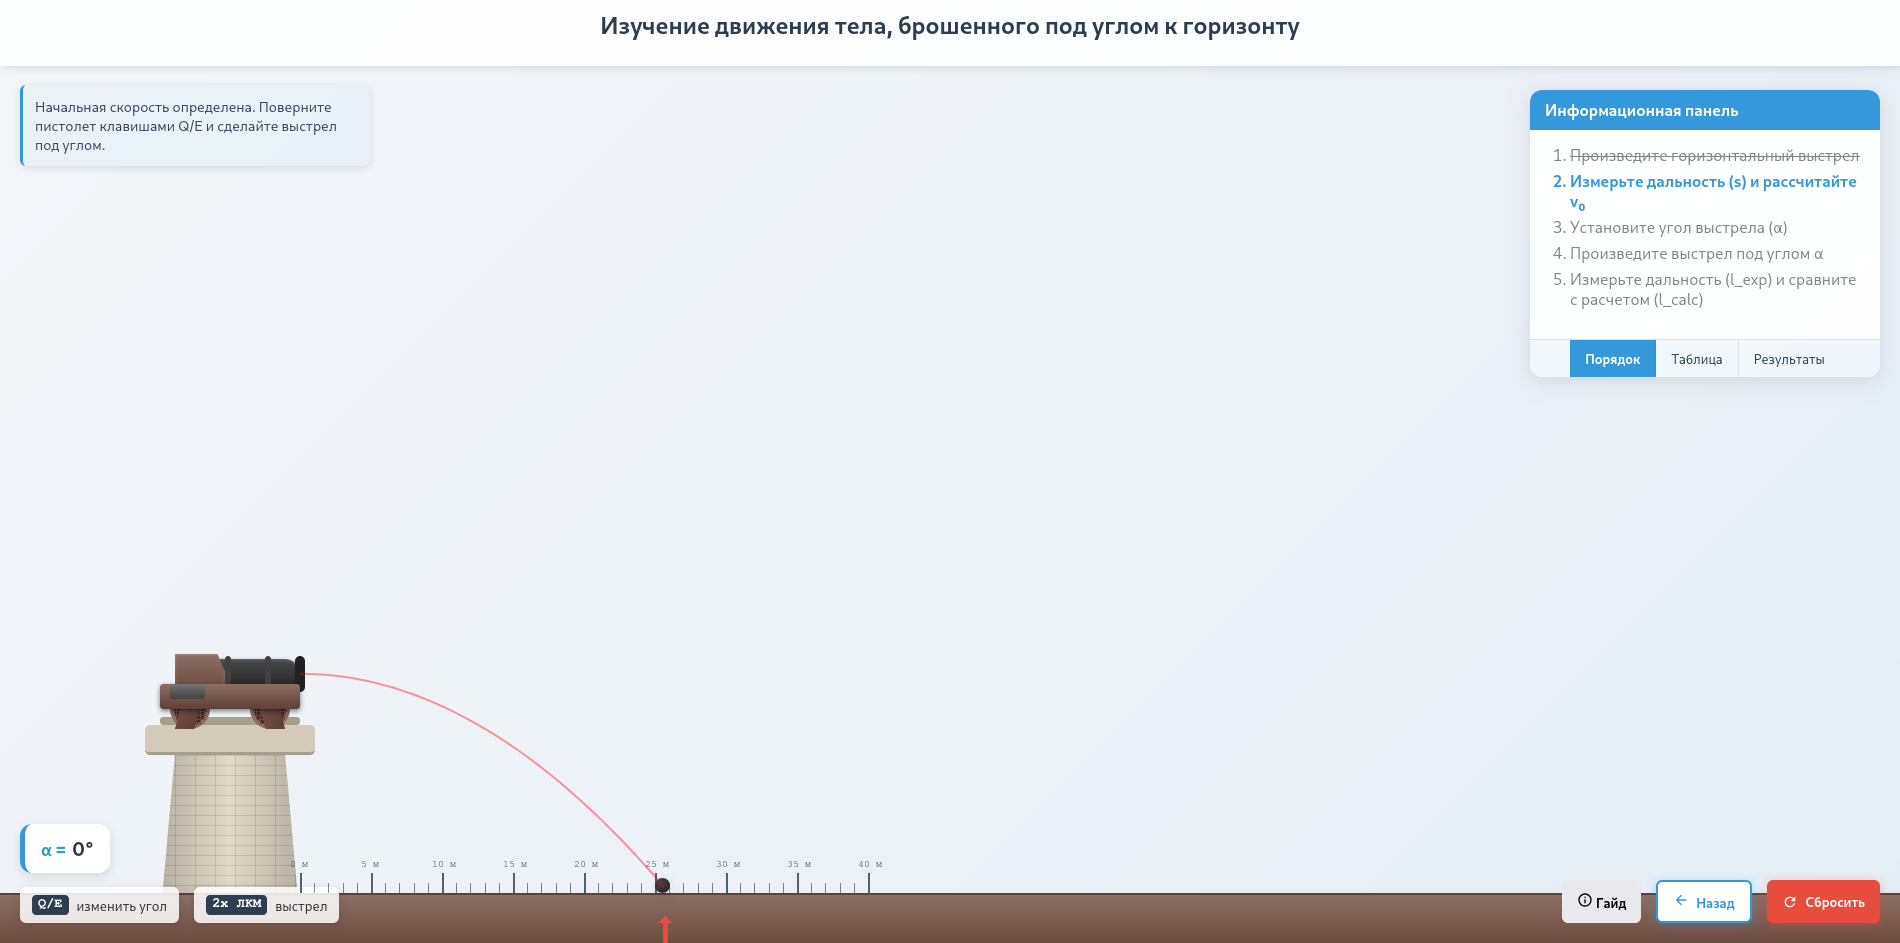 Изучение движения тела, брошенного под углом к горизонту
Начальная скорость определена. Поверните
пистолет клавишами Q/E и сделайте выстрел
под углом.
Информационная панель
1. Произведите горизонтальный выстрел
2. Измерьте дальность (s) и рассчитайте
v₀
3. Установите угол выстрела (α)
4. Произведите выстрел под углом α
5. Измерьте дальность (l_exp) и сравните
с расчетом (l_calc)
Порядок Таблица Результаты
α = 0°
0 м 5 м 10 м 15 м 20 м 25 м 30 м 35 м 40 м
Q/E изменить угол 2x ЛКМ выстрел
Гайд Назад Сбросить